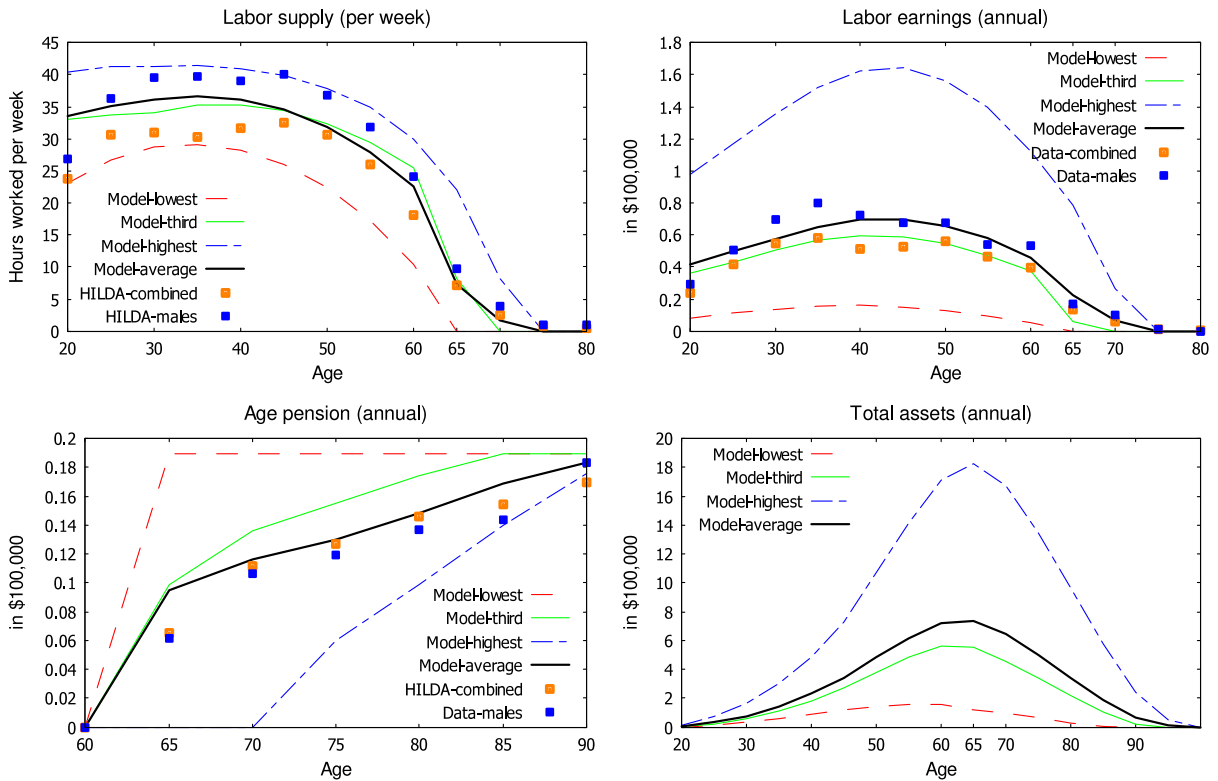 Labor supply (per week)
45
40
35
30
25
20
15
10
5
0
Hours worked per week
Model-lowest
Model-third
Model-highest
Model-average
HILDA-combined
HILDA-males
20 30 40 50 60 65 70 80
Age
Labor earnings (annual)
1.8
1.6
1.4
1.2
1
0.8
0.6
0.4
0.2
0
in $100,000
Model-lowest
Model-third
Model-highest
Model-average
Data-combined
Data-males
20 30 40 50 60 65 70 80
Age
Age pension (annual)
0.2
0.18
0.16
0.14
0.12
0.1
0.08
0.06
0.04
0.02
0
in $100,000
Model-lowest
Model-third
Model-highest
Model-average
HILDA-combined
Data-males
60 65 70 75 80 85 90
Age
Total assets (annual)
20
18
16
14
12
10
8
6
4
2
0
in $100,000
Model-lowest
Model-third
Model-highest
Model-average
20 30 40 50 60 65 70 80 90
Age